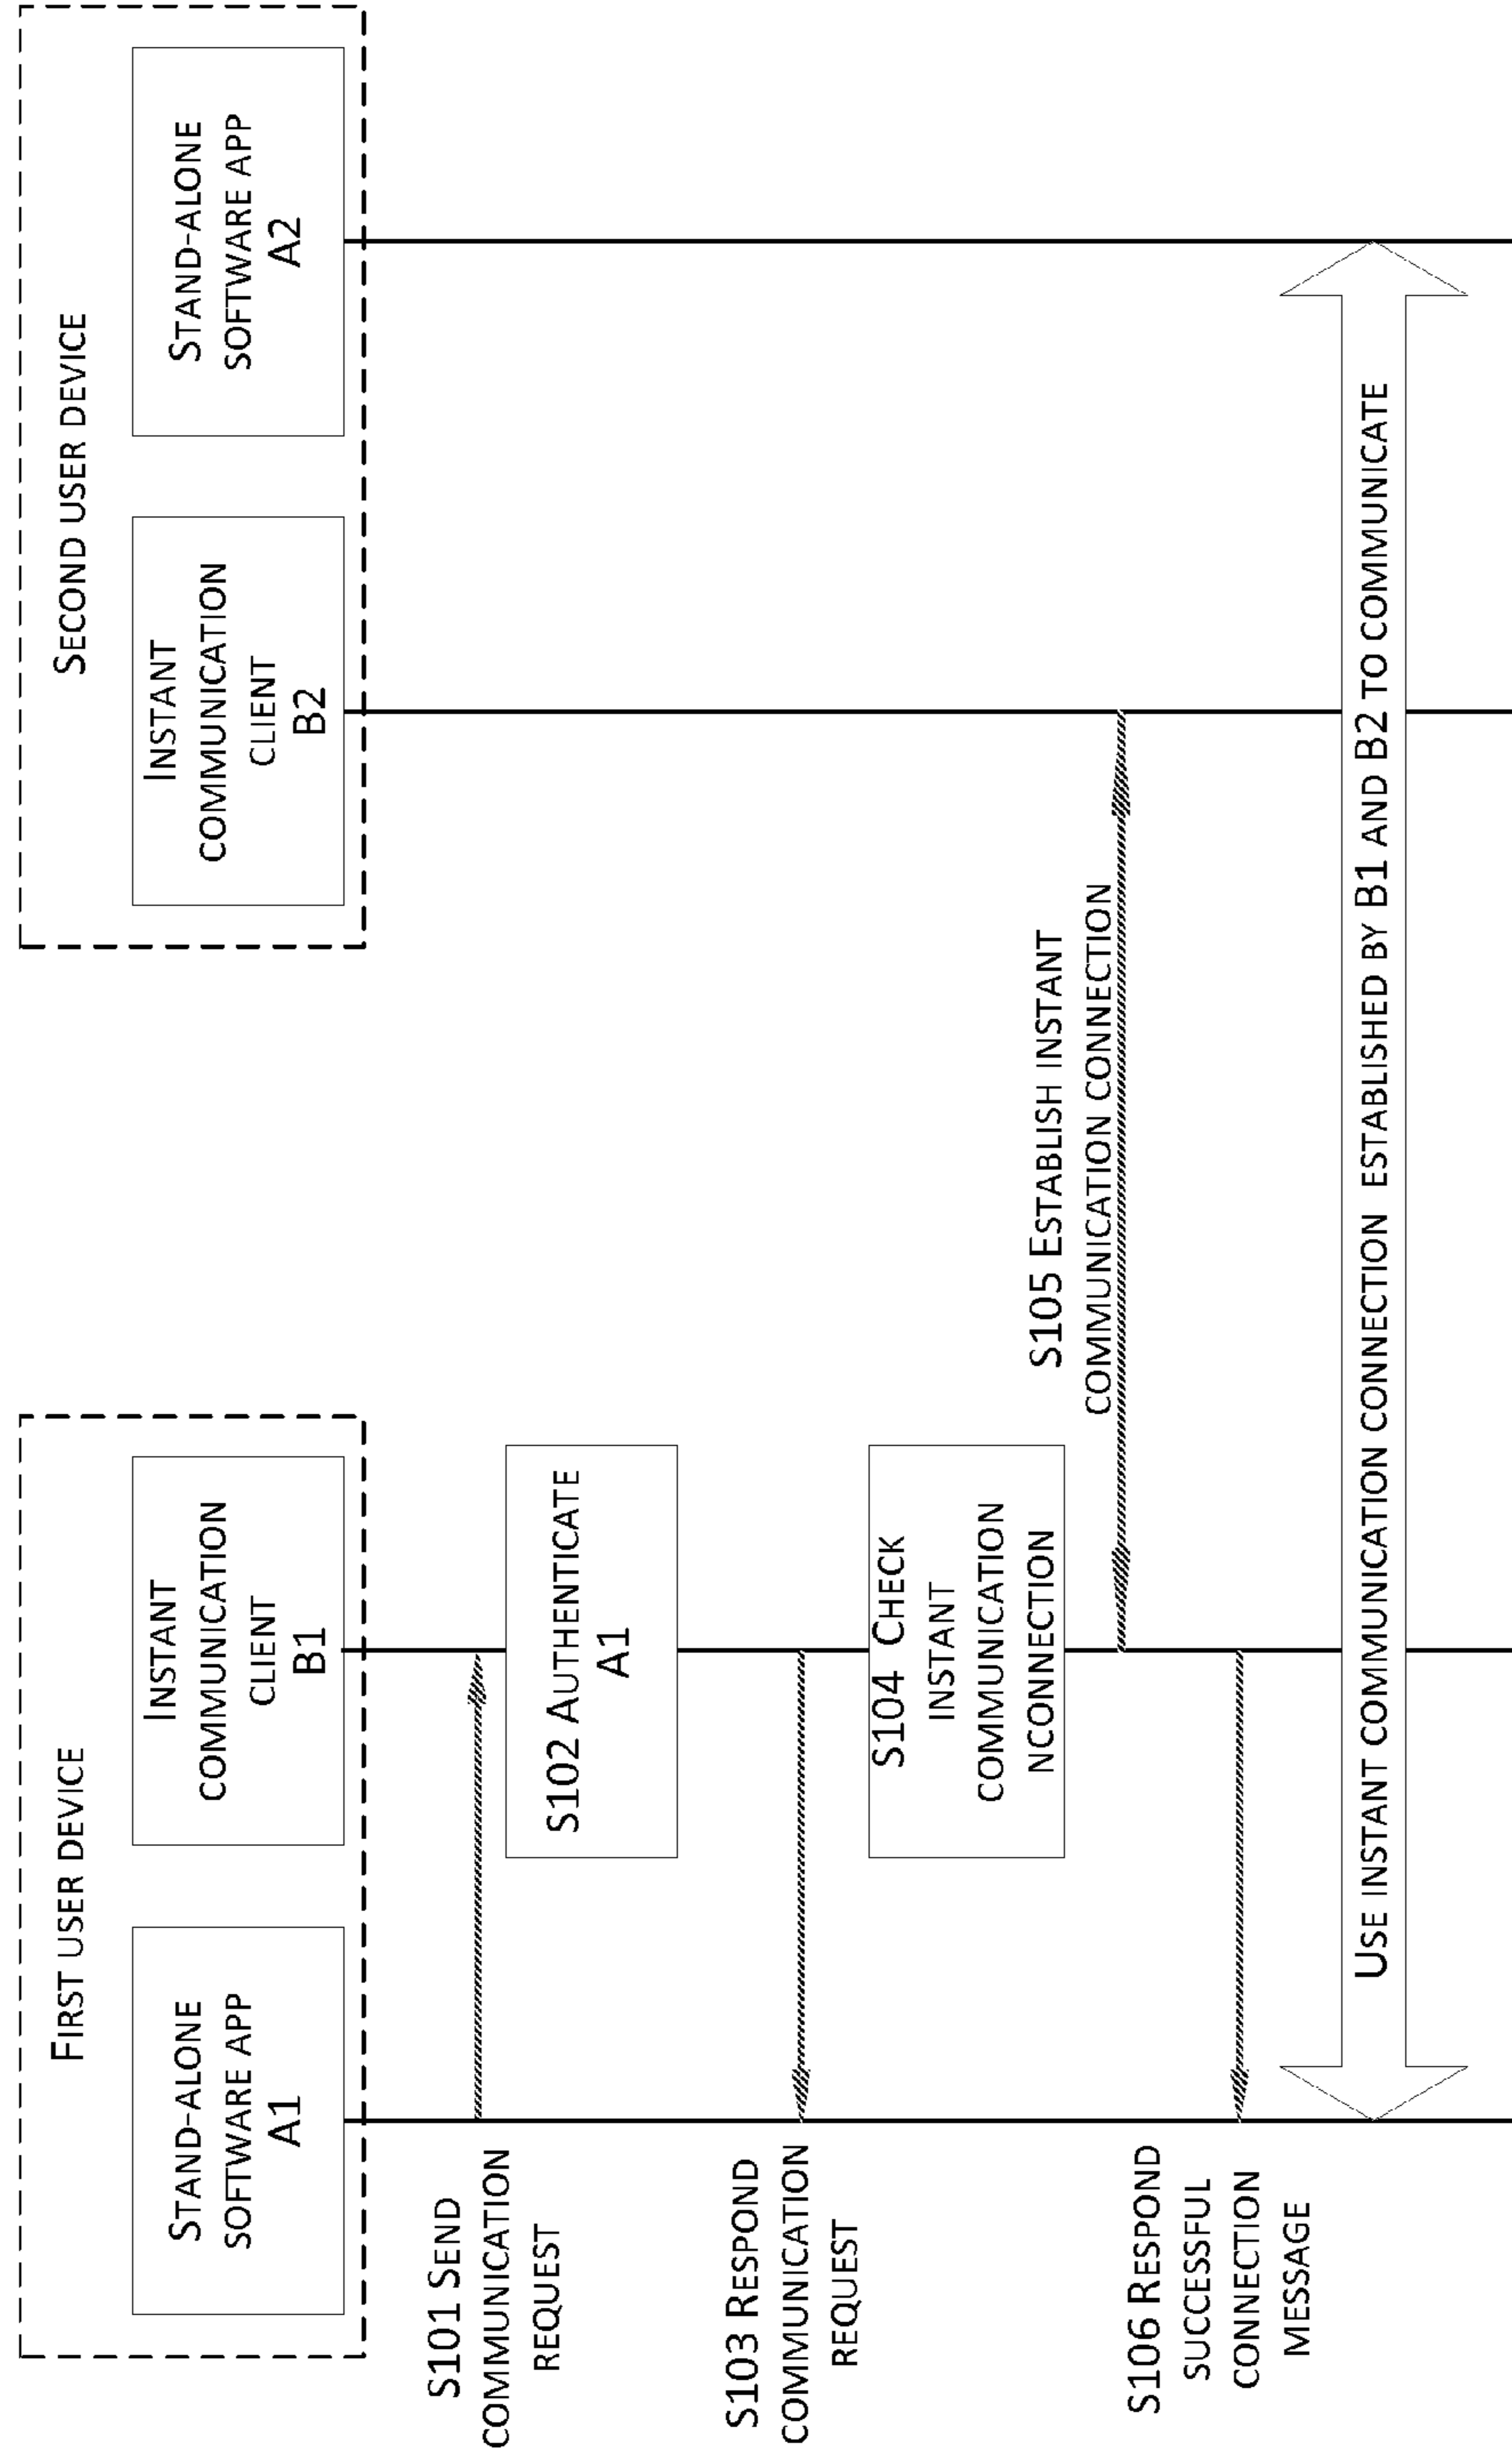 FIRST USER DEVICE
SECOND USER DEVICE
STAND-ALONE
SOFTWARE APP
A1
INSTANT
COMMUNICATION
CLIENT
B1
INSTANT
COMMUNICATION
CLIENT
B2
STAND-ALONE
SOFTWARE APP
A2
S101 SEND
COMMUNICATION
REQUEST
S102 AUTHENTICATE
A1
S103 RESPOND
COMMUNICATION
REQUEST
S104 CHECK
INSTANT
COMMUNICATION
NCONNECTION
S105 ESTABLISH INSTANT
COMMUNICATION CONNECTION
S106 RESPOND
SUCCESSFUL
CONNECTION
MESSAGE
USE INSTANT COMMUNICATION CONNECTION ESTABLISHED BY B1 AND B2 TO COMMUNICATE